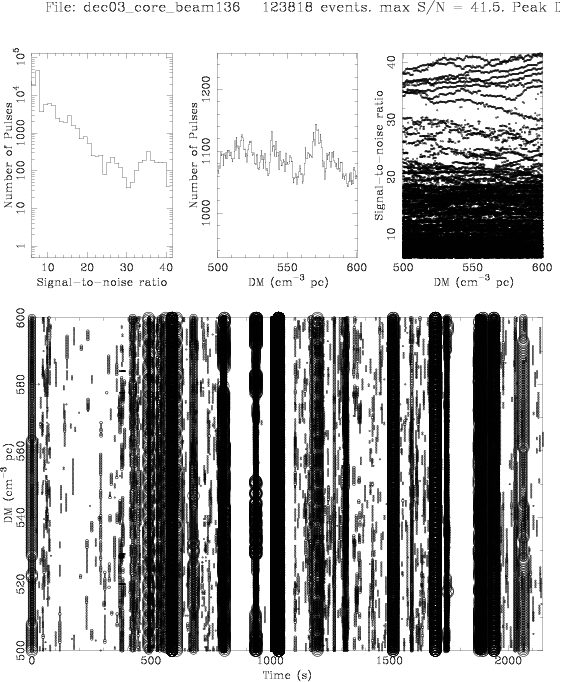 File: dec03_core_beam136 123818 events. max S/N = 41.5. Peak D
Number of Pulses
1
10
100
1000
10^4
10^5
10 20 30 40
Signal-to-noise ratio
Number of Pulses
1000 1100 1200
500 550 600
DM (cm^-3 pc)
Signal-to-noise ratio
10 20 30 40
500 550 600
DM (cm^-3 pc)
DM (cm^-3 pc)
500 520 540 560 580 600
0 500 1000 1500 2000
Time (s)